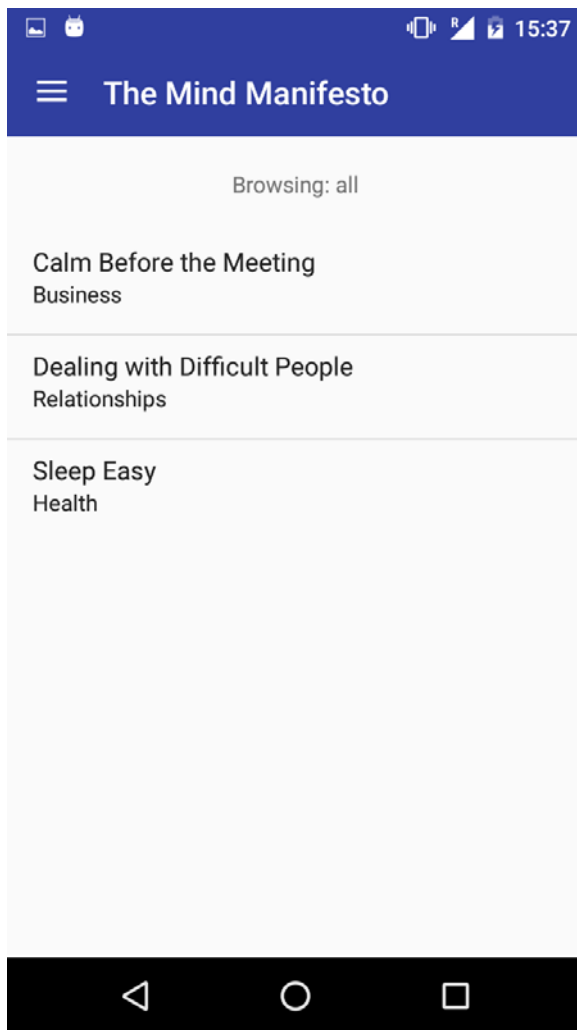 R 15:37
The Mind Manifesto
Browsing: all
Calm Before the Meeting
Business
Dealing with Difficult People
Relationships
Sleep Easy
Health